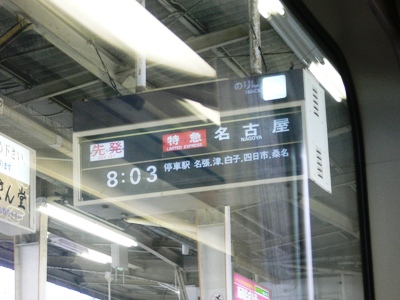 のりば
先発 特急 名古屋
LIMITED EXPRESS NAGOYA
8:03 停車駅 名張,津,白子,四日市,桑名